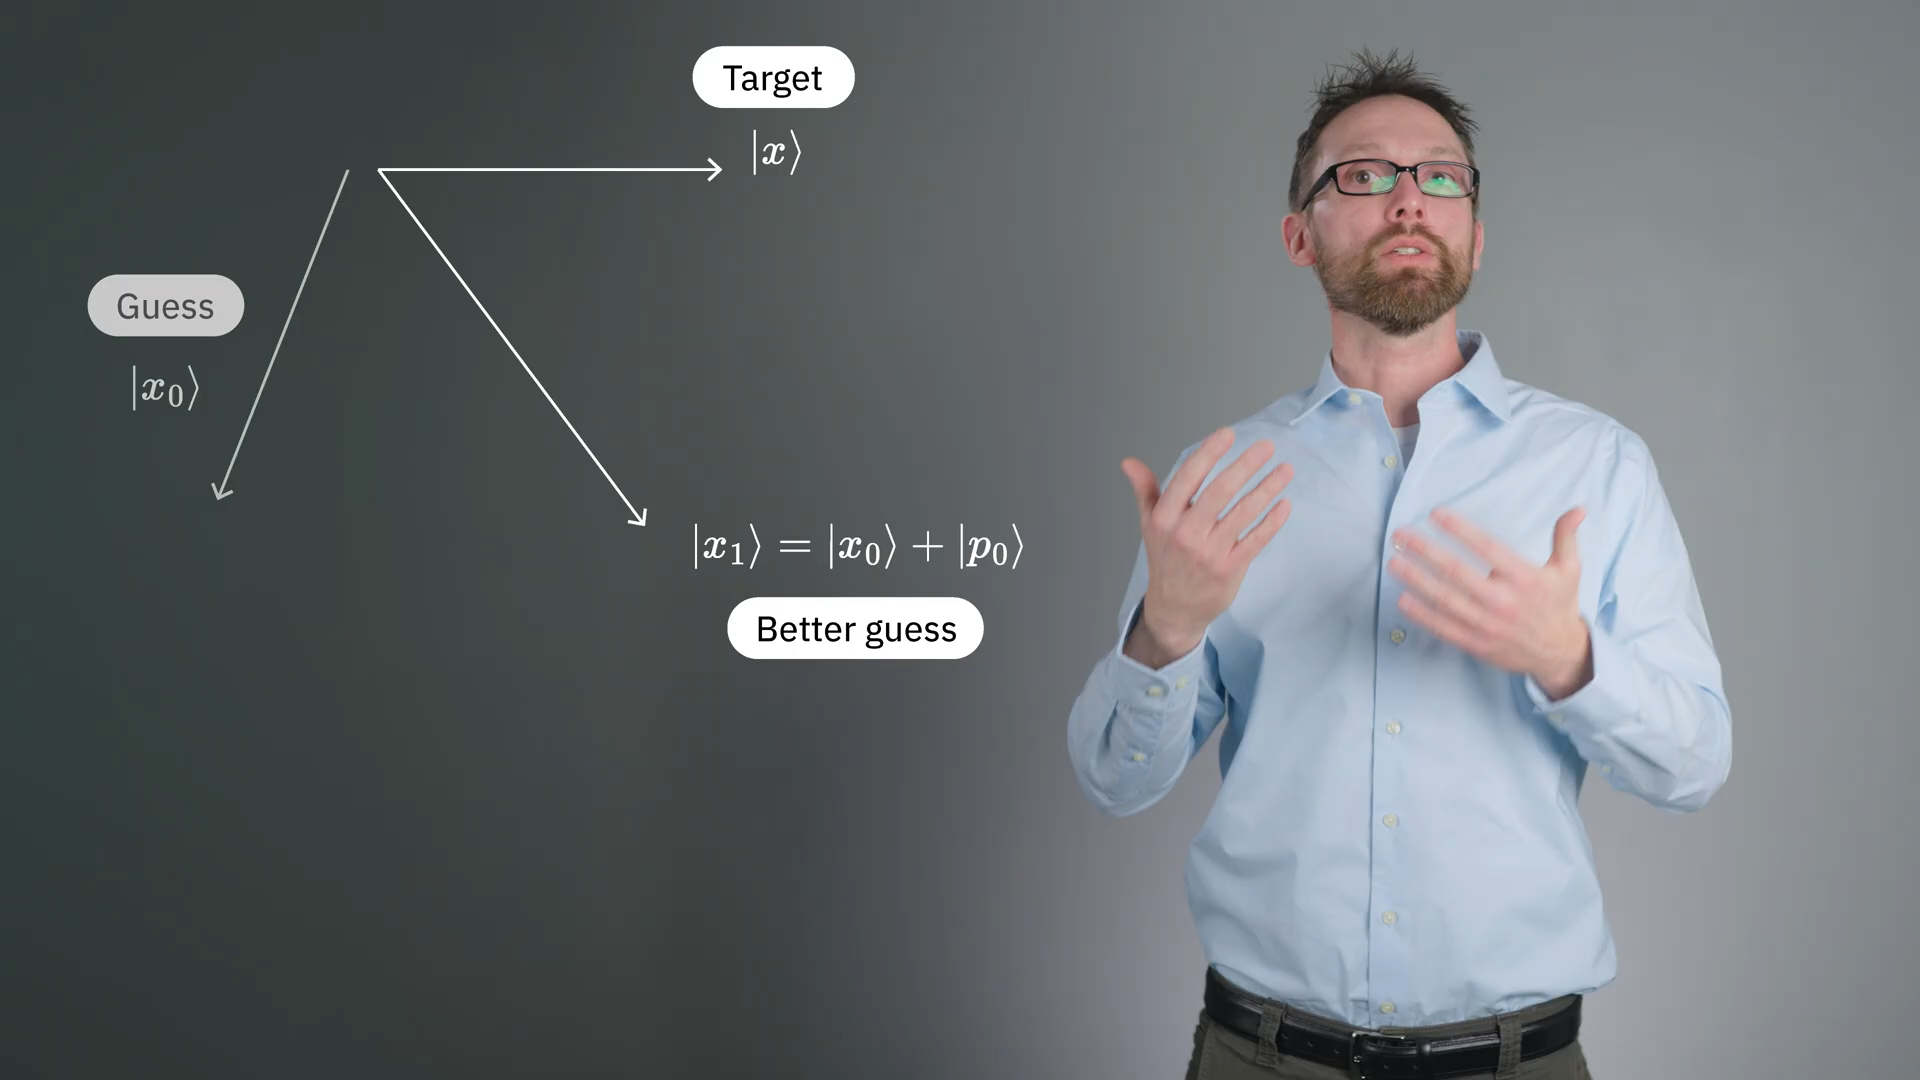 Target
|x⟩
Guess
|x₀⟩
|x₁⟩ = |x₀⟩ + |p₀⟩
Better guess